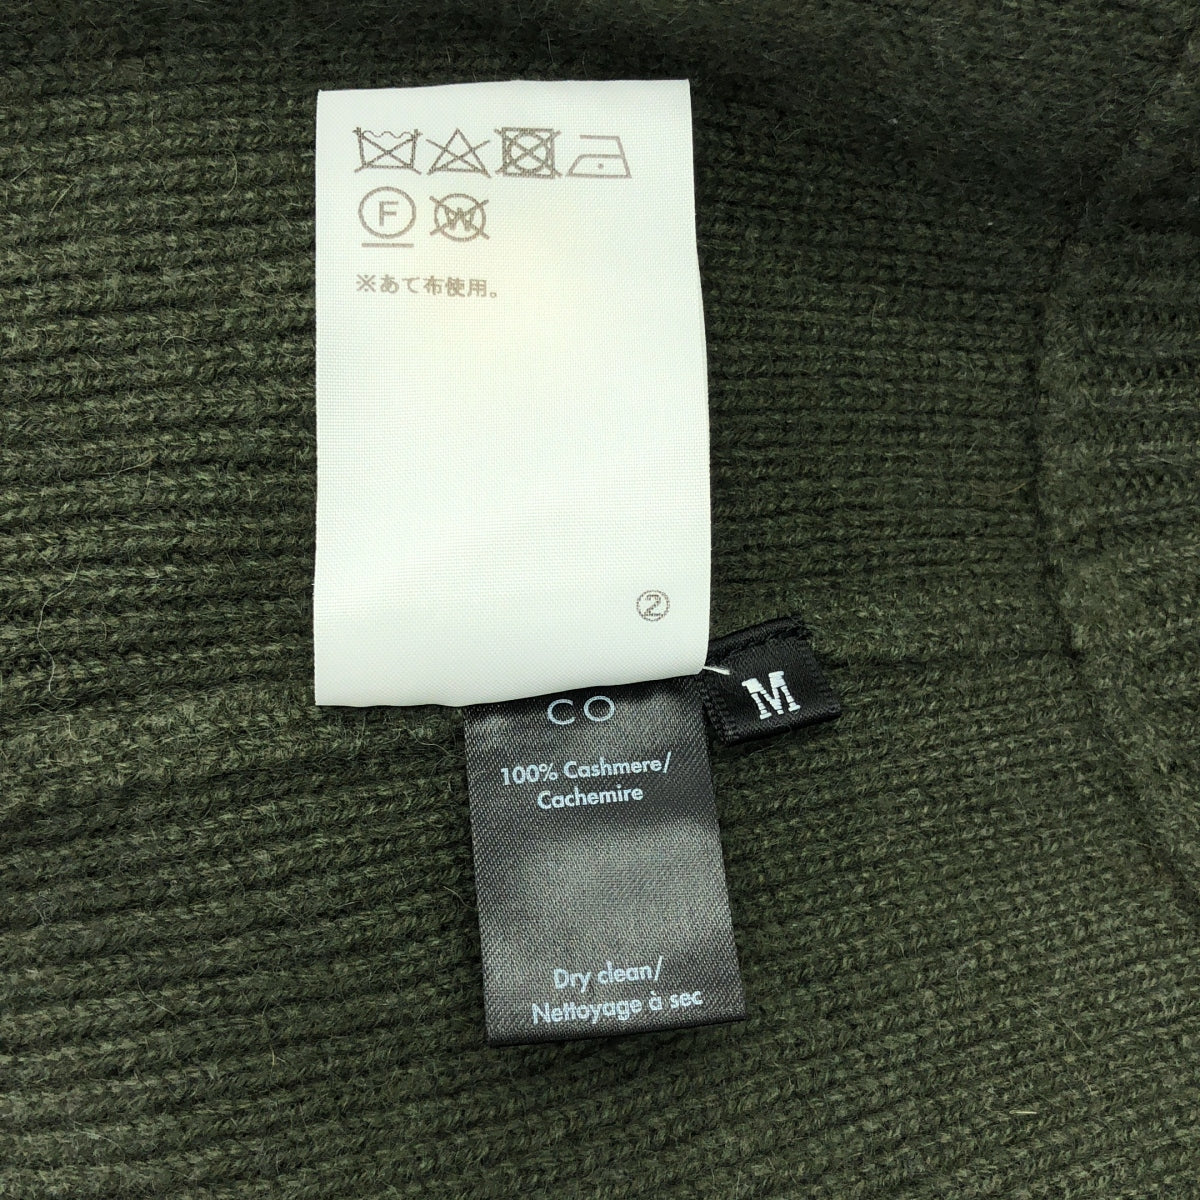 F
W
※あて布使用。
②
M
CO
100% Cashmere/
Cachemire
Dry clean/
Nettoyage à sec